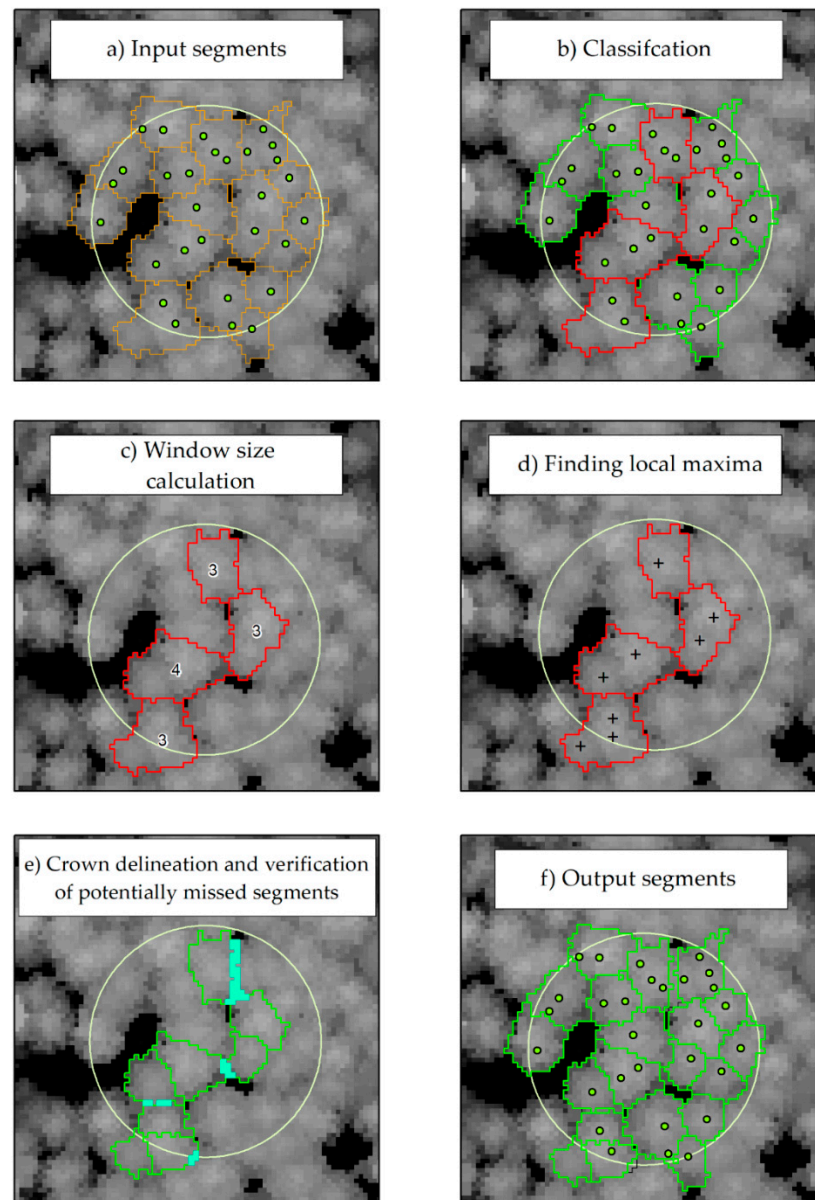 a) Input segments
b) Classifcation
c) Window size
calculation
d) Finding local maxima
3
3
4
3
e) Crown delineation and verification
of potentially missed segments
f) Output segments